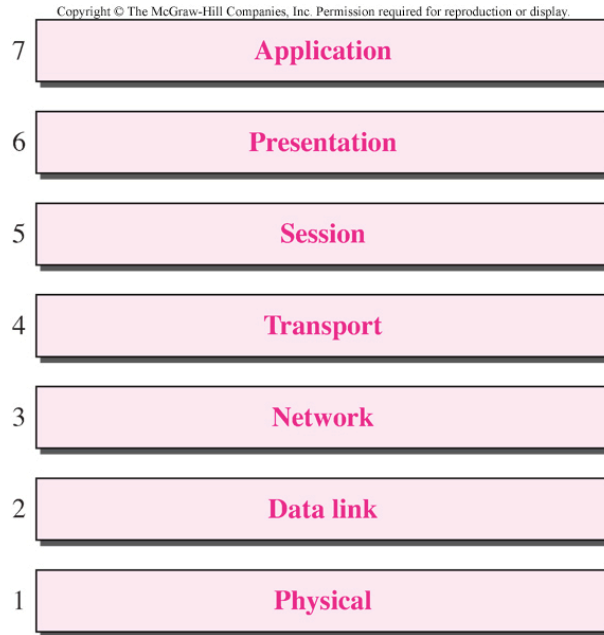 Copyright © The McGraw-Hill Companies, Inc. Permission required for reproduction or display.
7 Application
6 Presentation
5 Session
4 Transport
3 Network
2 Data link
1 Physical